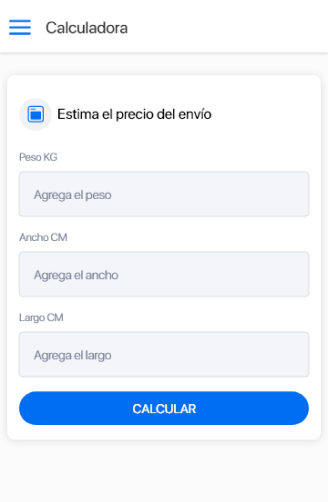 Calculadora
Estima el precio del envío
Peso KG
Agrega el peso
Ancho CM
Agrega el ancho
Largo CM
Agrega el largo
CALCULAR